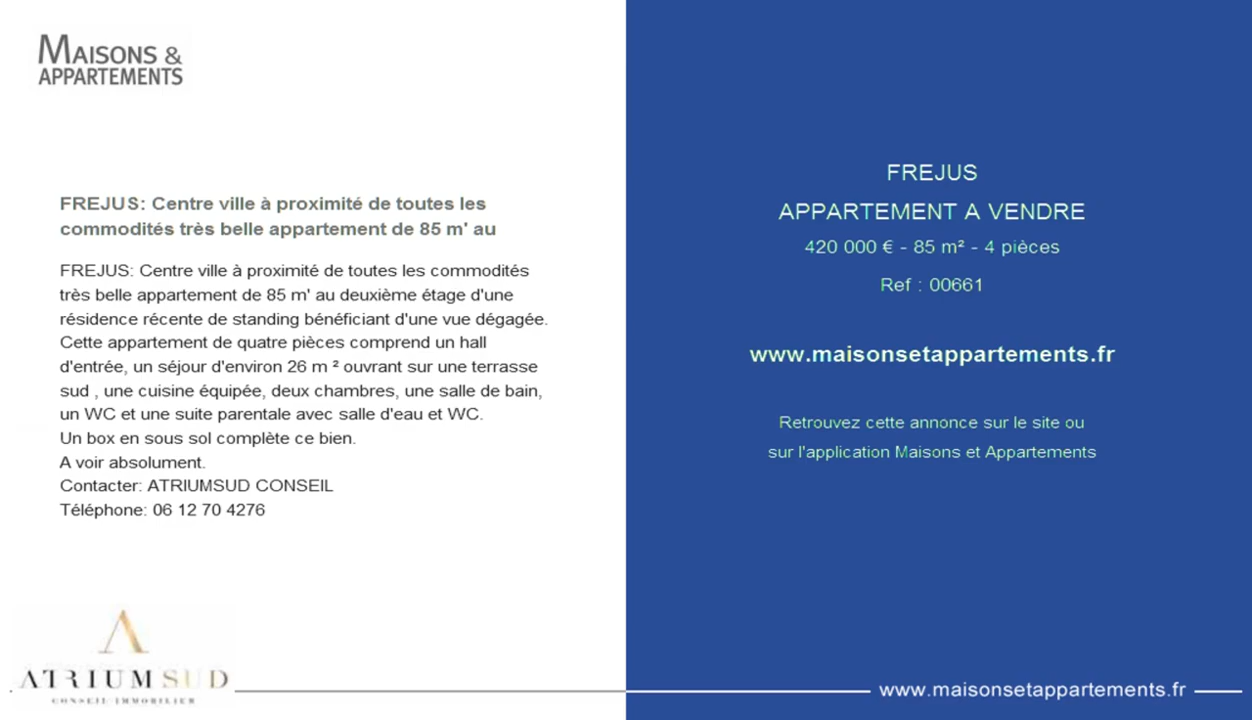 MAISONS &
APPARTEMENTS
FREJUS: Centre ville à proximité de toutes les
commodités très belle appartement de 85 m' au
FREJUS: Centre ville à proximité de toutes les commodités
très belle appartement de 85 m' au deuxième étage d'une
résidence récente de standing bénéficiant d'une vue dégagée.
Cette appartement de quatre pièces comprend un hall
d'entrée, un séjour d'environ 26 m ² ouvrant sur une terrasse
sud , une cuisine équipée, deux chambres, une salle de bain,
un WC et une suite parentale avec salle d'eau et WC.
Un box en sous sol complète ce bien.
A voir absolument.
Contacter: ATRIUMSUD CONSEIL
Téléphone: 06 12 70 4276
ATRIUM SUD
CONSEIL IMMOBILIER
FREJUS
APPARTEMENT A VENDRE
420 000 € - 85 m² - 4 pièces
Ref : 00661
www.maisonsetappartements.fr
Retrouvez cette annonce sur le site ou
sur l'application Maisons et Appartements
www.maisonsetappartements.fr